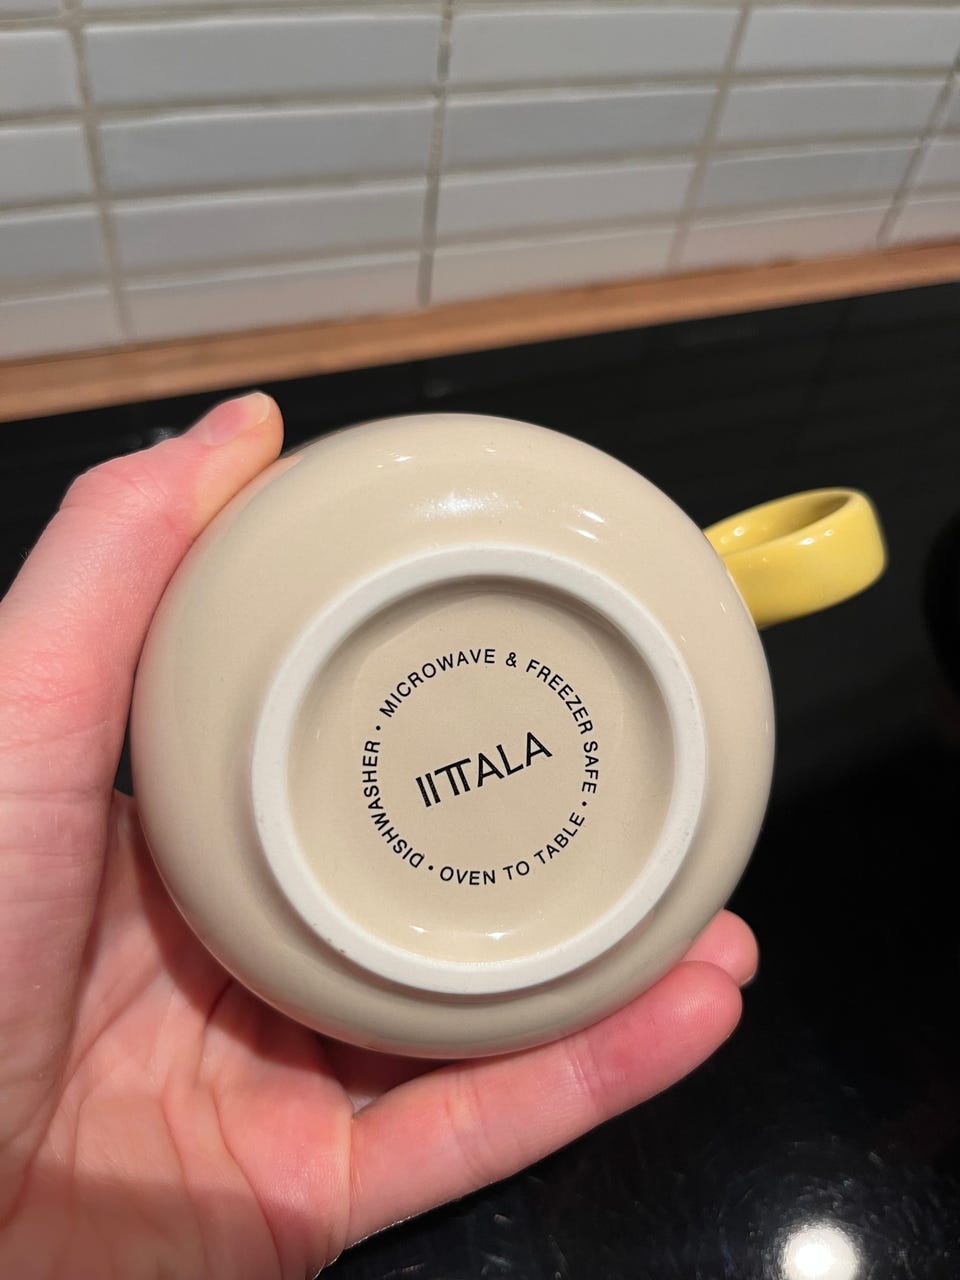 DISHWASHER • MICROWAVE & FREEZER SAFE • OVEN TO TABLE •
IITTALA